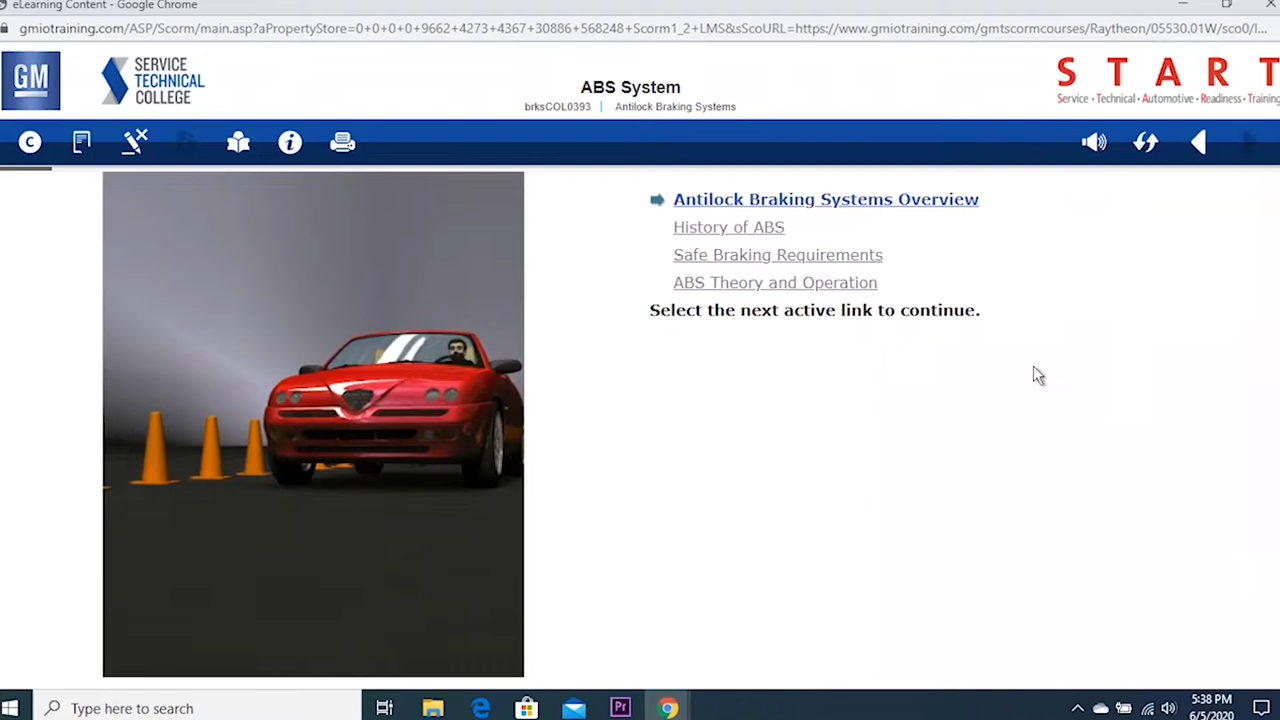 eLearning Content - Google Chrome
gmiotraining.com/ASP/Scorm/main.asp?aPropertyStore=0+0+0+0+9662+4273+4367+30886+568248+Scorm1_2+LMS&sScoURL=https://www.gmiotraining.com/gmtscormcourses/Raytheon/05530.01W/sco0/l...
GM
SERVICE
TECHNICAL
COLLEGE
ABS System
brksCOL0393 | Antilock Braking Systems
START
Service • Technical • Automotive • Readiness • Training
C
i
Antilock Braking Systems Overview
History of ABS
Safe Braking Requirements
ABS Theory and Operation
Select the next active link to continue.
Type here to search
Pr
5:38 PM
6/5/2020